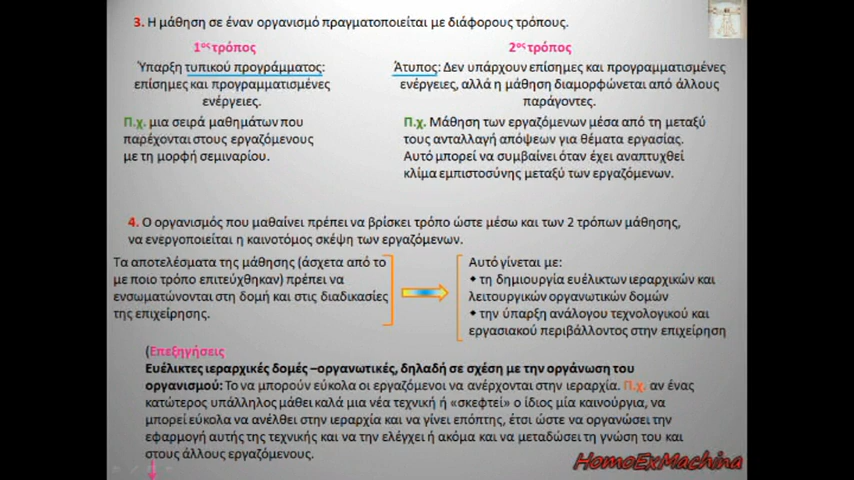 3. Η μάθηση σε έναν οργανισμό πραγματοποιείται με διάφορους τρόπους.
1ος τρόπος
Ύπαρξη τυπικού προγράμματος:
επίσημες και προγραμματισμένες
ενέργειες.
Π.χ. μια σειρά μαθημάτων που
παρέχονται στους εργαζόμενους
με τη μορφή σεμιναρίου.
2ος τρόπος
Άτυπος: Δεν υπάρχουν επίσημες και προγραμματισμένες
ενέργειες, αλλά η μάθηση διαμορφώνεται από άλλους
παράγοντες.
Π.χ. Μάθηση των εργαζόμενων μέσα από τη μεταξύ
τους ανταλλαγή απόψεων για θέματα εργασίας.
Αυτό μπορεί να συμβαίνει όταν έχει αναπτυχθεί
κλίμα εμπιστοσύνης μεταξύ των εργαζόμενων.
4. Ο οργανισμός που μαθαίνει πρέπει να βρίσκει τρόπο ώστε μέσω και των 2 τρόπων μάθησης,
να ενεργοποιείται η καινοτόμος σκέψη των εργαζόμενων.
Τα αποτελέσματα της μάθησης (άσχετα από το
με ποιο τρόπο επιτεύχθηκαν) πρέπει να
ενσωματώνονται στη δομή και στις διαδικασίες
της επιχείρησης.
Αυτό γίνεται με:
• τη δημιουργία ευέλικτων ιεραρχικών και
λειτουργικών οργανωτικών δομών
• την ύπαρξη ανάλογου τεχνολογικού και
εργασιακού περιβάλλοντος στην επιχείρηση
(Επεξηγήσεις
Ευέλικτες ιεραρχικές δομές –οργανωτικές, δηλαδή σε σχέση με την οργάνωση του
οργανισμού: Το να μπορούν εύκολα οι εργαζόμενοι να ανέρχονται στην ιεραρχία. Π.χ. αν ένας
κατώτερος υπάλληλος μάθει καλά μια νέα τεχνική ή «σκεφτεί» ο ίδιος μία καινούργια, να
μπορεί εύκολα να ανέλθει στην ιεραρχία και να γίνει επόπτης, έτσι ώστε να οργανώσει την
εφαρμογή αυτής της τεχνικής και να την ελέγχει ή ακόμα και να μεταδώσει τη γνώση του και
στους άλλους εργαζόμενους.
HomoExMachina